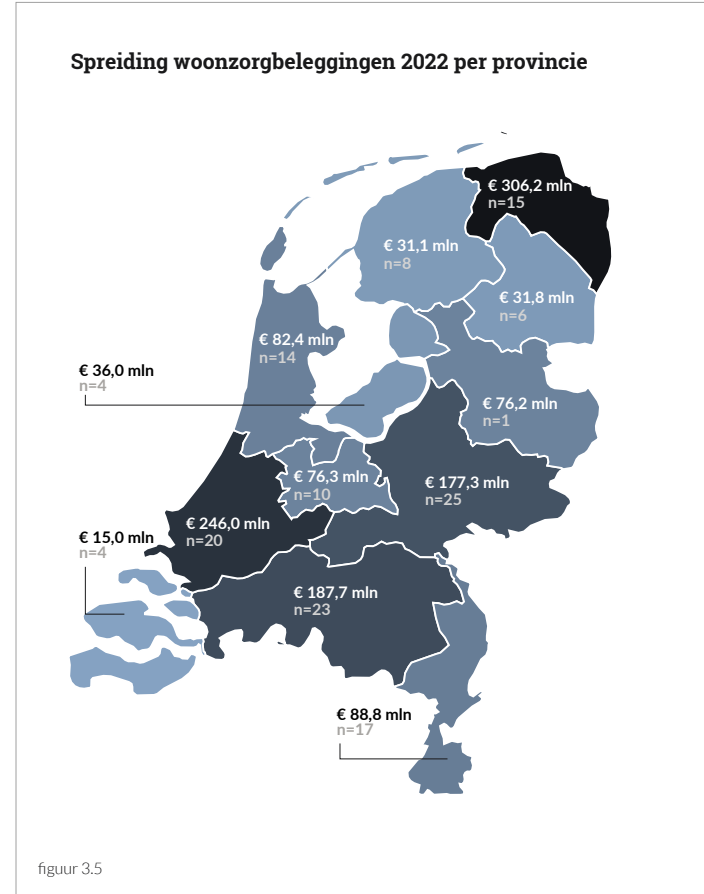 Spreiding woonzorgbeleggingen 2022 per provincie
€ 306,2 mln
n=15
€ 31,1 mln
n=8
€ 31,8 mln
n=6
€ 82,4 mln
n=14
€ 36,0 mln
n=4
€ 76,2 mln
n=1
€ 76,3 mln
n=10
€ 177,3 mln
n=25
€ 246,0 mln
n=20
€ 15,0 mln
n=4
€ 187,7 mln
n=23
€ 88,8 mln
n=17
figuur 3.5